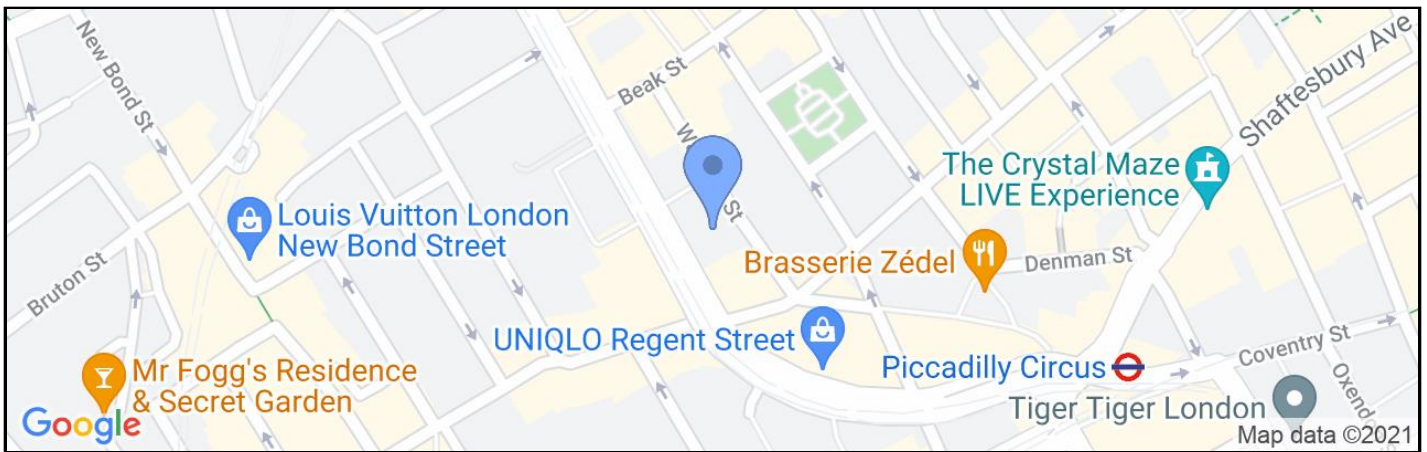 New Bond St
Beak St
Shaftesbury Ave
The Crystal Maze
LIVE Experience
Louis Vuitton London
New Bond Street
Brasserie Zédel
Denman St
Bruton St
UNIQLO Regent Street
Piccadilly Circus
Coventry St
Mr Fogg's Residence
& Secret Garden
Tiger Tiger London
Google
Map data ©2021